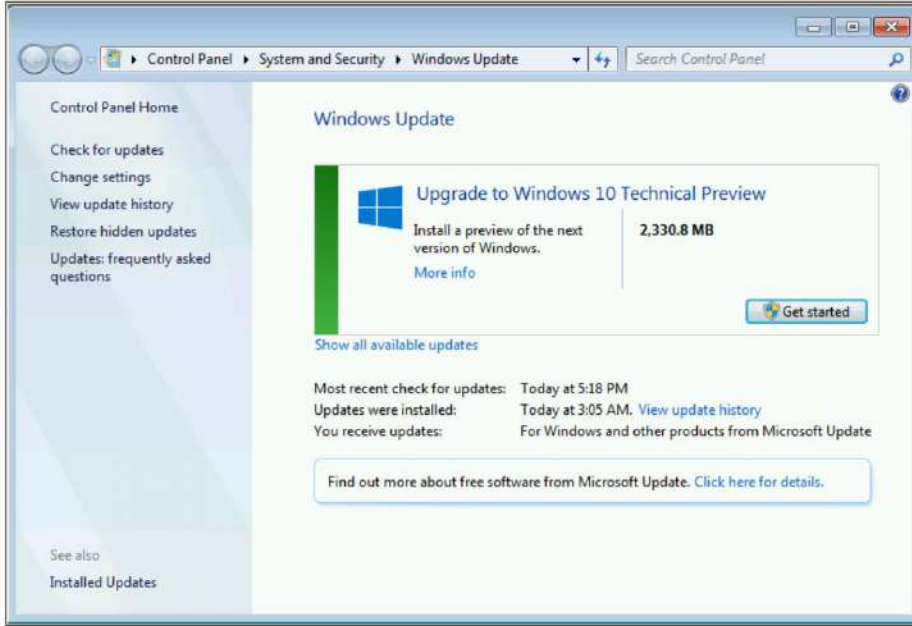 Control Panel ▸ System and Security ▸ Windows Update
Search Control Panel
Control Panel Home
Check for updates
Change settings
View update history
Restore hidden updates
Updates: frequently asked
questions
See also
Installed Updates
Windows Update
Upgrade to Windows 10 Technical Preview
Install a preview of the next
version of Windows.
More info
2,330.8 MB
Get started
Show all available updates
Most recent check for updates: Today at 5:18 PM
Updates were installed: Today at 3:05 AM. View update history
You receive updates: For Windows and other products from Microsoft Update
Find out more about free software from Microsoft Update. Click here for details.